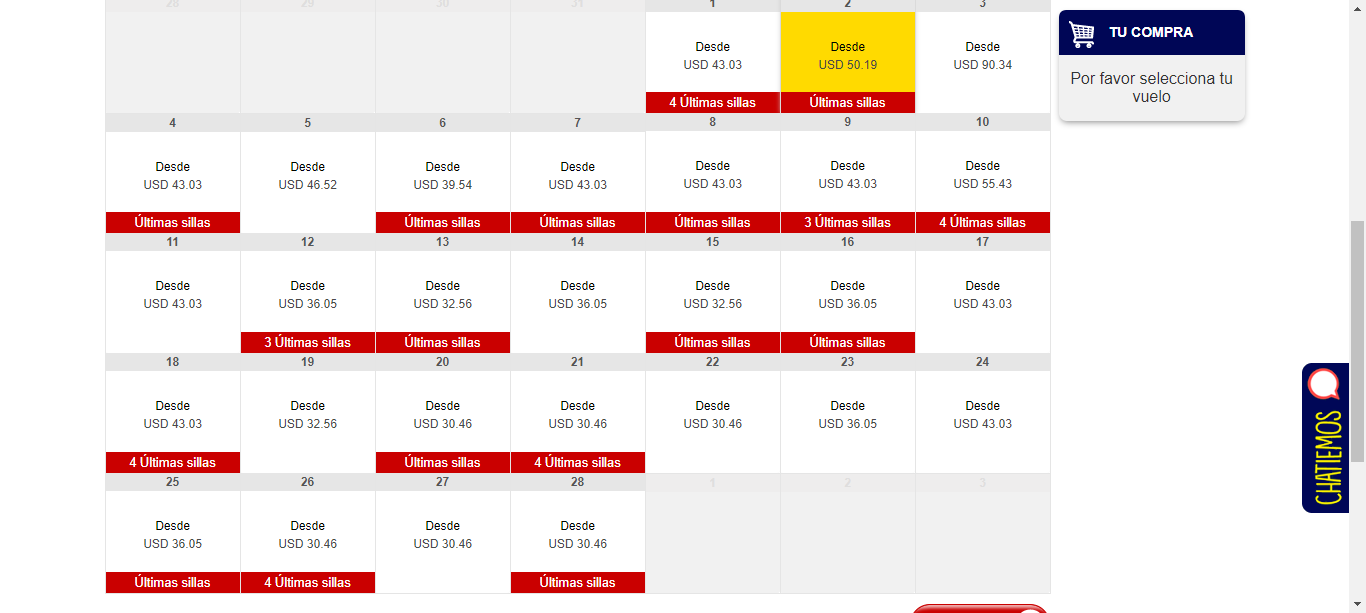 28 29 30 31 1 2 3
Desde Desde Desde
USD 43.03 USD 50.19 USD 90.34
4 Últimas sillas Últimas sillas
TU COMPRA
Por favor selecciona tu
vuelo
4 5 6 7 8 9 10
Desde Desde Desde Desde Desde Desde Desde
USD 43.03 USD 46.52 USD 39.54 USD 43.03 USD 43.03 USD 43.03 USD 55.43
Últimas sillas Últimas sillas Últimas sillas Últimas sillas 3 Últimas sillas 4 Últimas sillas
11 12 13 14 15 16 17
Desde Desde Desde Desde Desde Desde Desde
USD 43.03 USD 36.05 USD 32.56 USD 36.05 USD 32.56 USD 36.05 USD 43.03
3 Últimas sillas Últimas sillas Últimas sillas Últimas sillas
18 19 20 21 22 23 24
Desde Desde Desde Desde Desde Desde Desde
USD 43.03 USD 32.56 USD 30.46 USD 30.46 USD 30.46 USD 36.05 USD 43.03
4 Últimas sillas Últimas sillas 4 Últimas sillas
25 26 27 28 1 2 3
Desde Desde Desde Desde
USD 36.05 USD 30.46 USD 30.46 USD 30.46
Últimas sillas 4 Últimas sillas Últimas sillas
CHATIEMOS